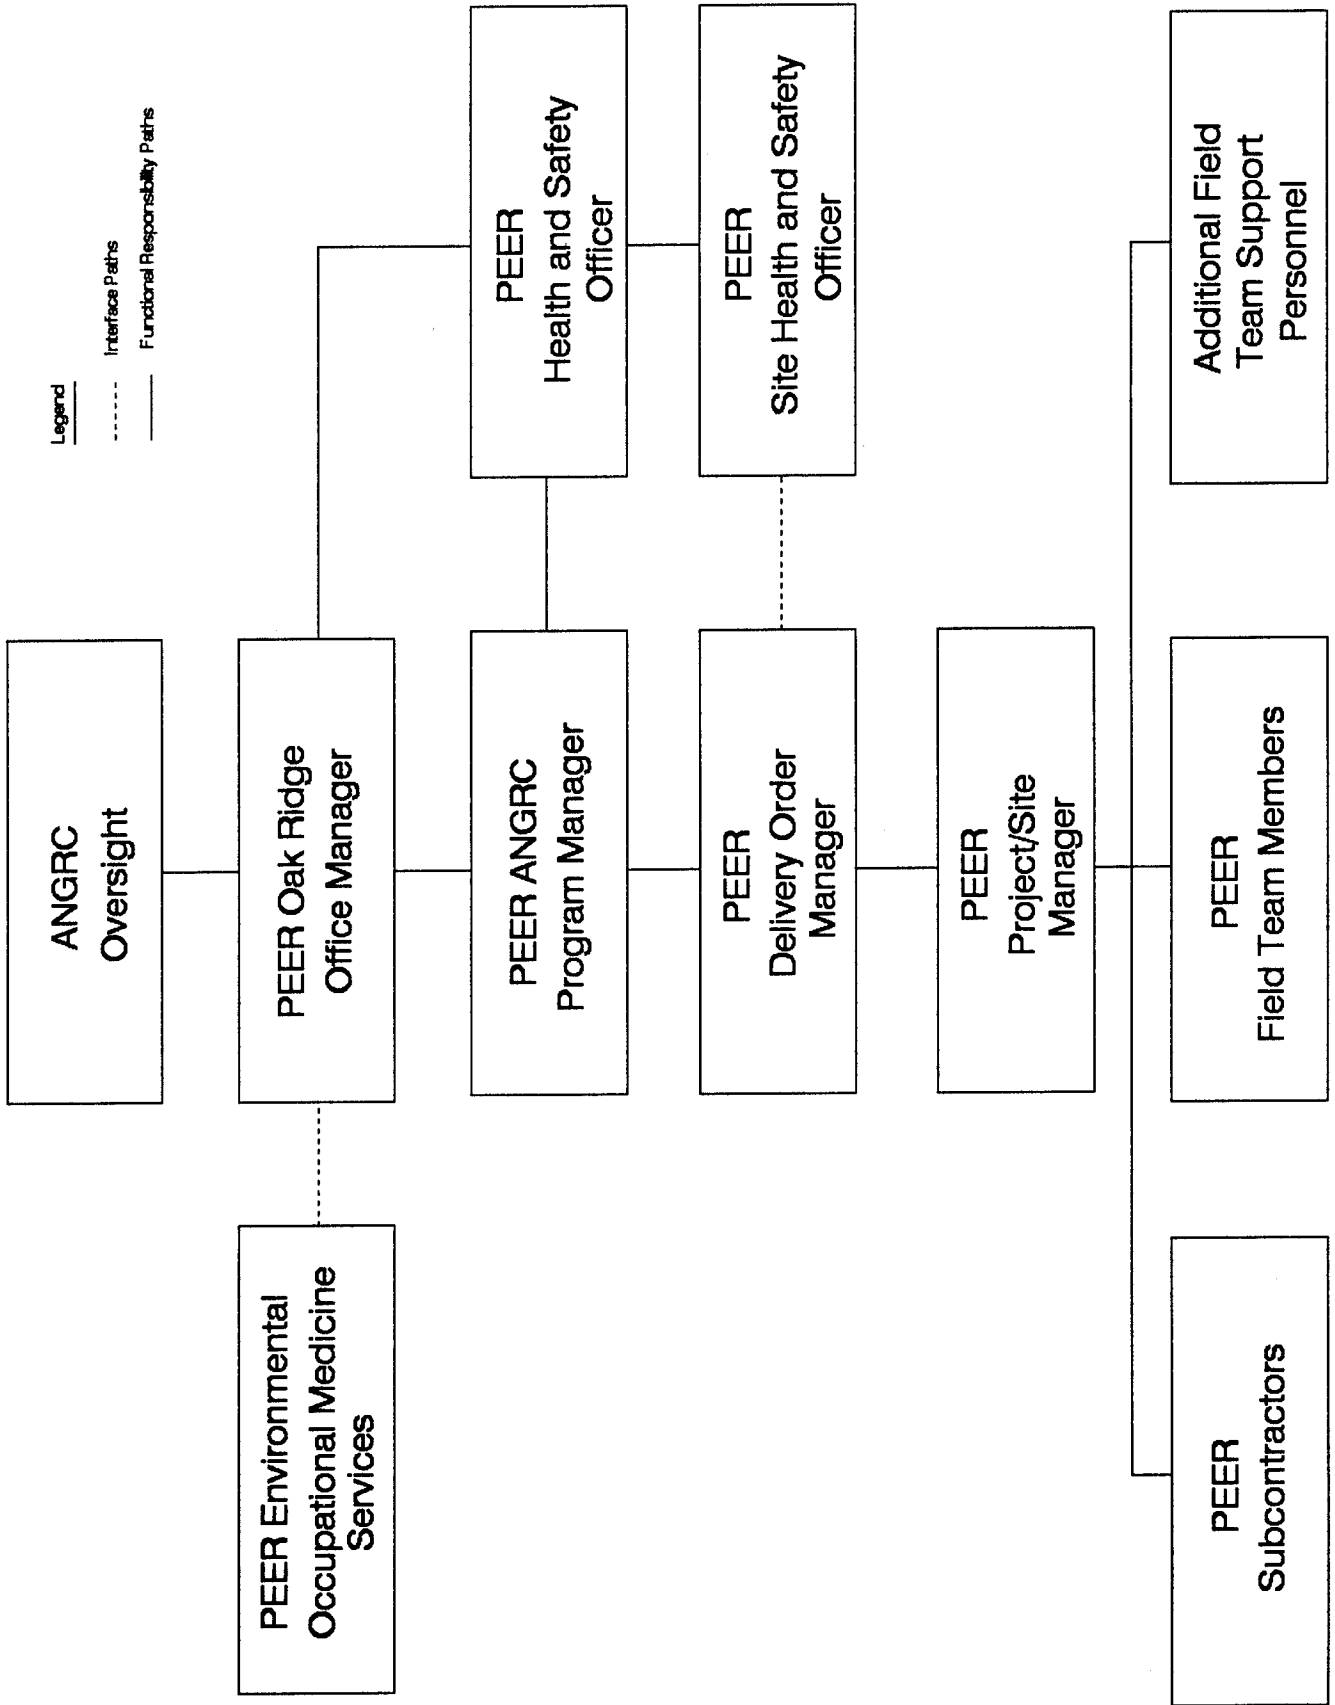 Legend
Interface Paths
Functional Responsibility Paths
ANGRC
Oversight
PEER Environmental
Occupational Medicine
Services
PEER Oak Ridge
Office Manager
PEER ANGRC
Program Manager
PEER
Health and Safety
Officer
PEER
Delivery Order
Manager
PEER
Site Health and Safety
Officer
PEER
Project/Site
Manager
PEER
Subcontractors
PEER
Field Team Members
Additional Field
Team Support
Personnel